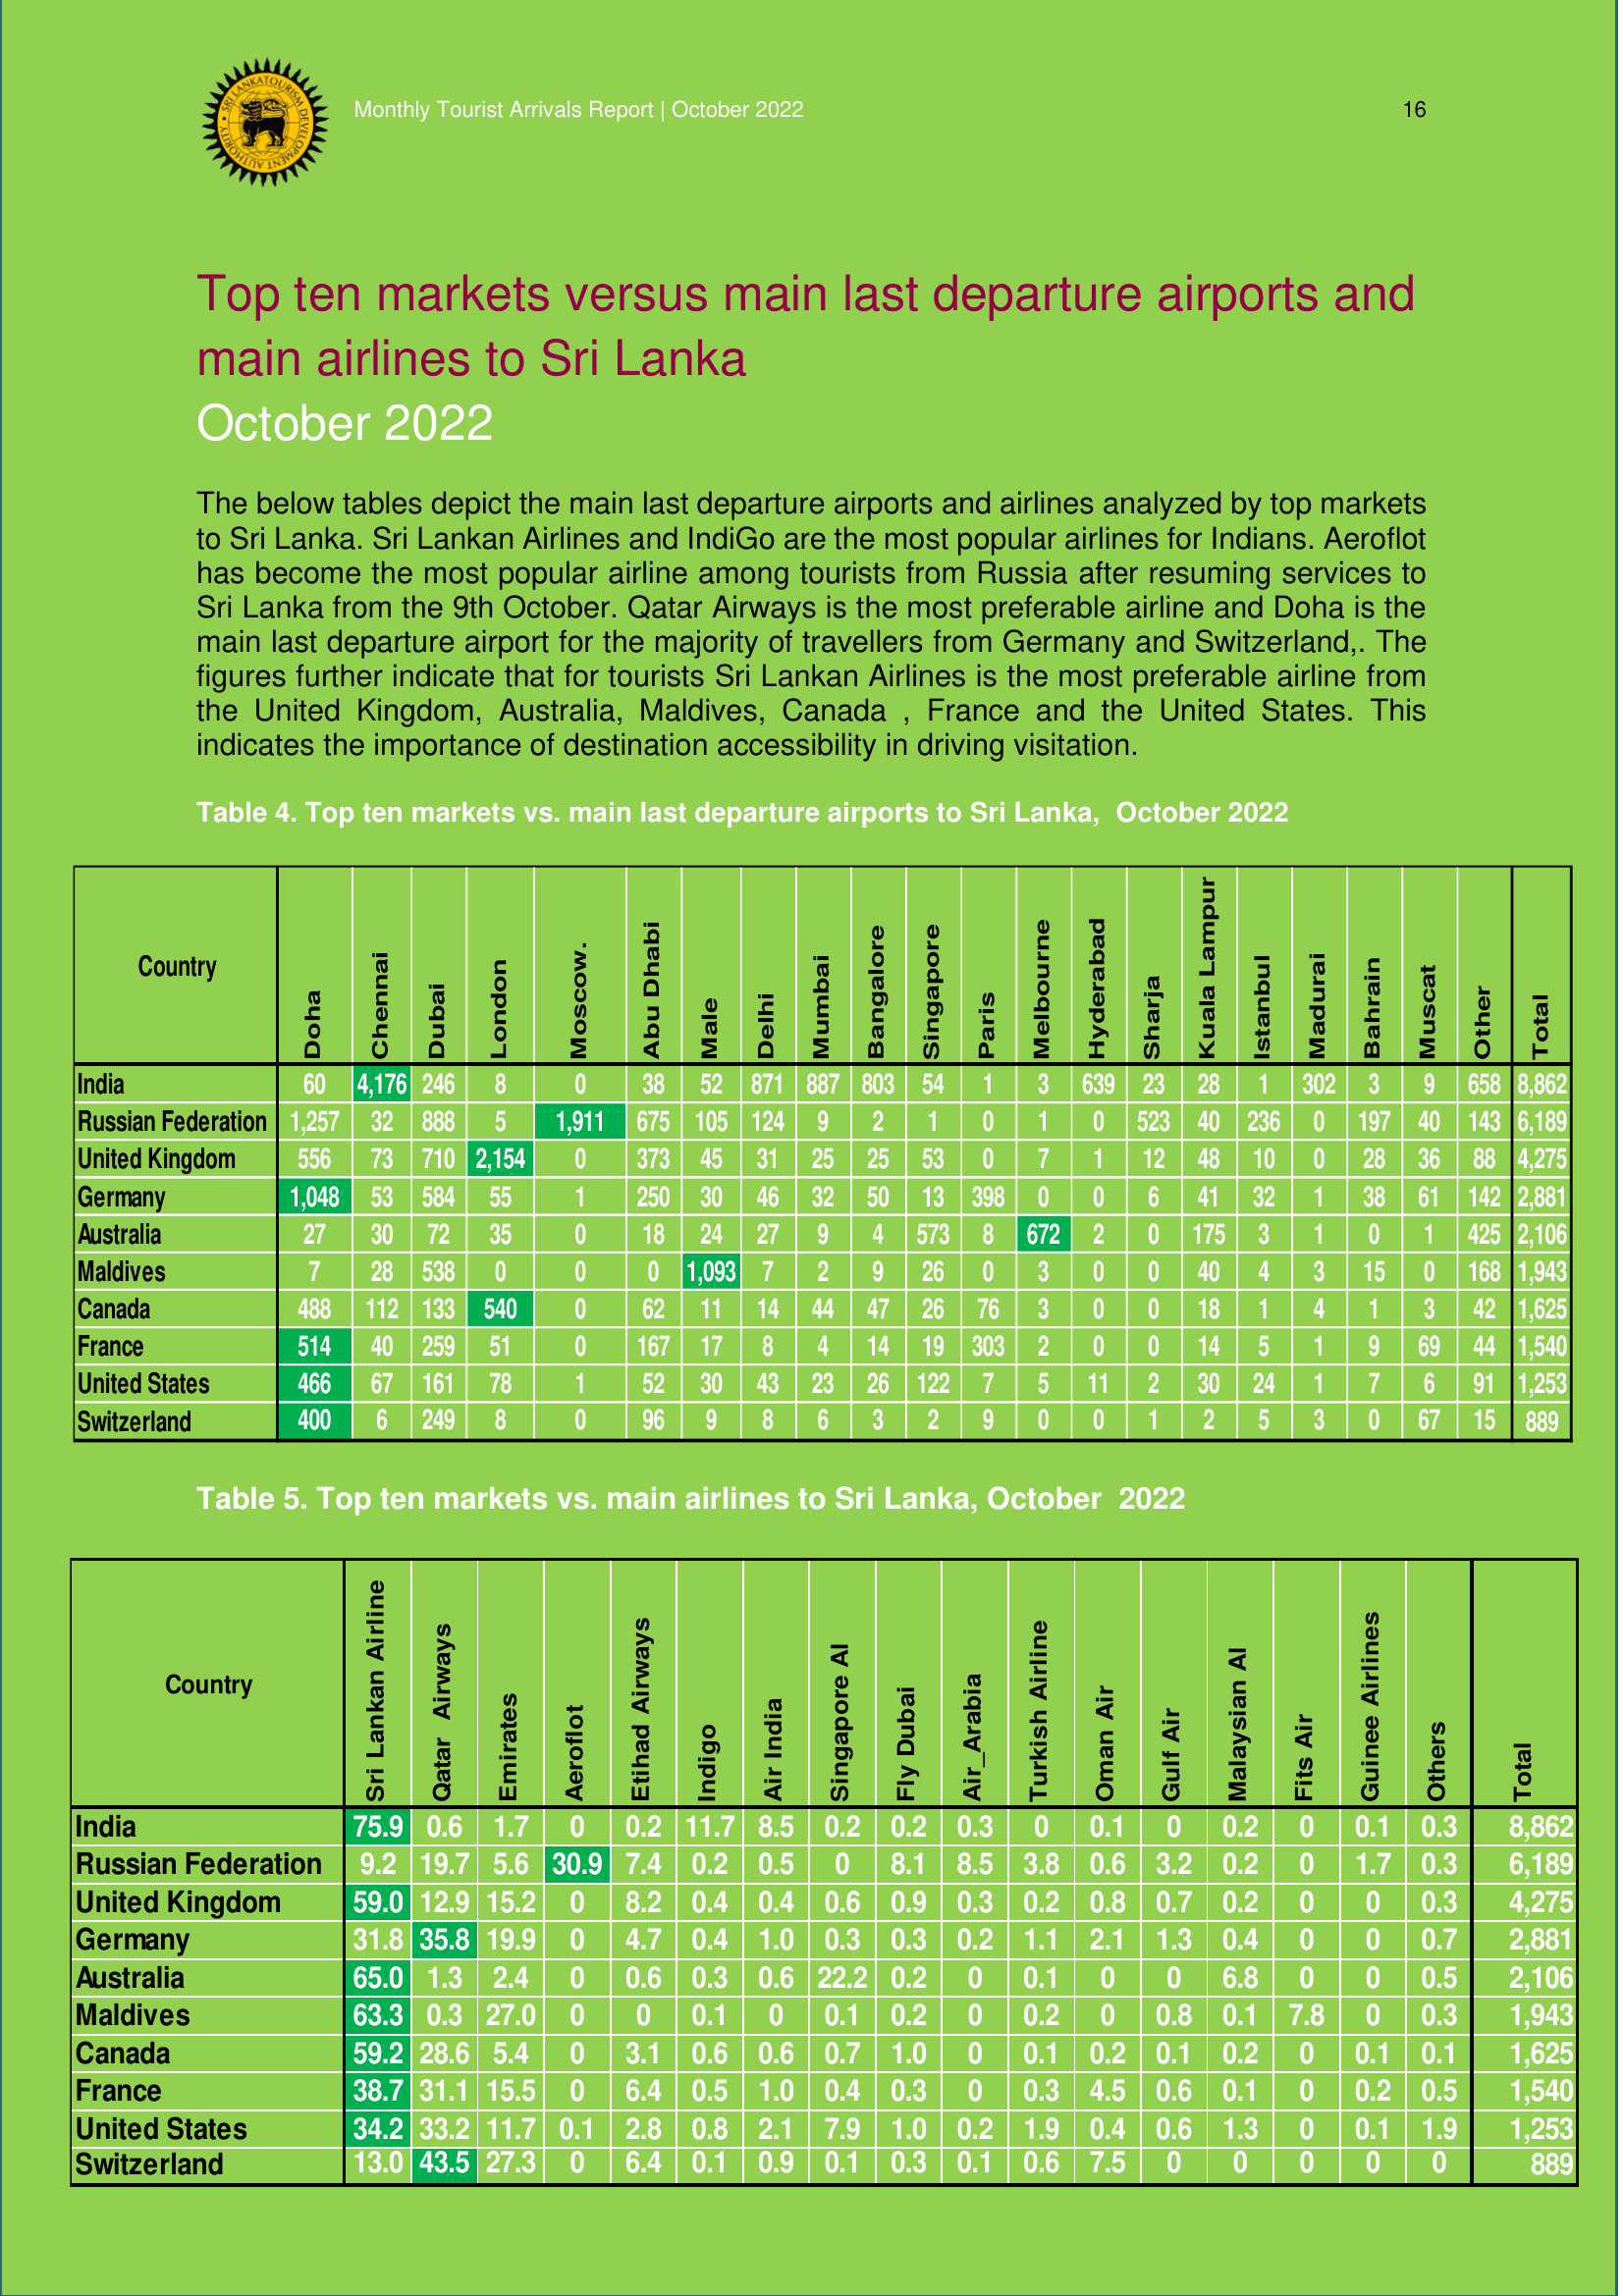 SRI LANKA TOURISM DEVELOPMENT AUTHORITY
Monthly Tourist Arrivals Report | October 2022 16
Top ten markets versus main last departure airports and
main airlines to Sri Lanka
October 2022
The below tables depict the main last departure airports and airlines analyzed by top markets
to Sri Lanka. Sri Lankan Airlines and IndiGo are the most popular airlines for Indians. Aeroflot
has become the most popular airline among tourists from Russia after resuming services to
Sri Lanka from the 9th October. Qatar Airways is the most preferable airline and Doha is the
main last departure airport for the majority of travellers from Germany and Switzerland,. The
figures further indicate that for tourists Sri Lankan Airlines is the most preferable airline from
the United Kingdom, Australia, Maldives, Canada , France and the United States. This
indicates the importance of destination accessibility in driving visitation.
Table 4. Top ten markets vs. main last departure airports to Sri Lanka, October 2022
Country Doha Chennai Dubai London Moscow. Abu Dhabi Male Delhi Mumbai Bangalore Singapore Paris Melbourne Hyderabad Sharja Kuala Lampur Istanbul Madurai Bahrain Muscat Other Total
India 60 4,176 246 8 0 38 52 871 887 803 54 1 3 639 23 28 1 302 3 9 658 8,862
Russian Federation 1,257 32 888 5 1,911 675 105 124 9 2 1 0 1 0 523 40 236 0 197 40 143 6,189
United Kingdom 556 73 710 2,154 0 373 45 31 25 25 53 0 7 1 12 48 10 0 28 36 88 4,275
Germany 1,048 53 584 55 1 250 30 46 32 50 13 398 0 0 6 41 32 1 38 61 142 2,881
Australia 27 30 72 35 0 18 24 27 9 4 573 8 672 2 0 175 3 1 0 1 425 2,106
Maldives 7 28 538 0 0 0 1,093 7 2 9 26 0 3 0 0 40 4 3 15 0 168 1,943
Canada 488 112 133 540 0 62 11 14 44 47 26 76 3 0 0 18 1 4 1 3 42 1,625
France 514 40 259 51 0 167 17 8 4 14 19 303 2 0 0 14 5 1 9 69 44 1,540
United States 466 67 161 78 1 52 30 43 23 26 122 7 5 11 2 30 24 1 7 6 91 1,253
Switzerland 400 6 249 8 0 96 9 8 6 3 2 9 0 0 1 2 5 3 0 67 15 889
Table 5. Top ten markets vs. main airlines to Sri Lanka, October 2022
Country Sri Lankan Airline Qatar Airways Emirates Aeroflot Etihad Airways Indigo Air India Singapore Al Fly Dubai Air_Arabia Turkish Airline Oman Air Gulf Air Malaysian Al Fits Air Guinee Airlines Others Total
India 75.9 0.6 1.7 0 0.2 11.7 8.5 0.2 0.2 0.3 0 0.1 0 0.2 0 0.1 0.3 8,862
Russian Federation 9.2 19.7 5.6 30.9 7.4 0.2 0.5 0 8.1 8.5 3.8 0.6 3.2 0.2 0 1.7 0.3 6,189
United Kingdom 59.0 12.9 15.2 0 8.2 0.4 0.4 0.6 0.9 0.3 0.2 0.8 0.7 0.2 0 0 0.3 4,275
Germany 31.8 35.8 19.9 0 4.7 0.4 1.0 0.3 0.3 0.2 1.1 2.1 1.3 0.4 0 0 0.7 2,881
Australia 65.0 1.3 2.4 0 0.6 0.3 0.6 22.2 0.2 0 0.1 0 0 6.8 0 0 0.5 2,106
Maldives 63.3 0.3 27.0 0 0 0.1 0 0.1 0.2 0 0.2 0 0.8 0.1 7.8 0 0.3 1,943
Canada 59.2 28.6 5.4 0 3.1 0.6 0.6 0.7 1.0 0 0.1 0.2 0.1 0.2 0 0.1 0.1 1,625
France 38.7 31.1 15.5 0 6.4 0.5 1.0 0.4 0.3 0 0.3 4.5 0.6 0.1 0 0.2 0.5 1,540
United States 34.2 33.2 11.7 0.1 2.8 0.8 2.1 7.9 1.0 0.2 1.9 0.4 0.6 1.3 0 0.1 1.9 1,253
Switzerland 13.0 43.5 27.3 0 6.4 0.1 0.9 0.1 0.3 0.1 0.6 7.5 0 0 0 0 0 889